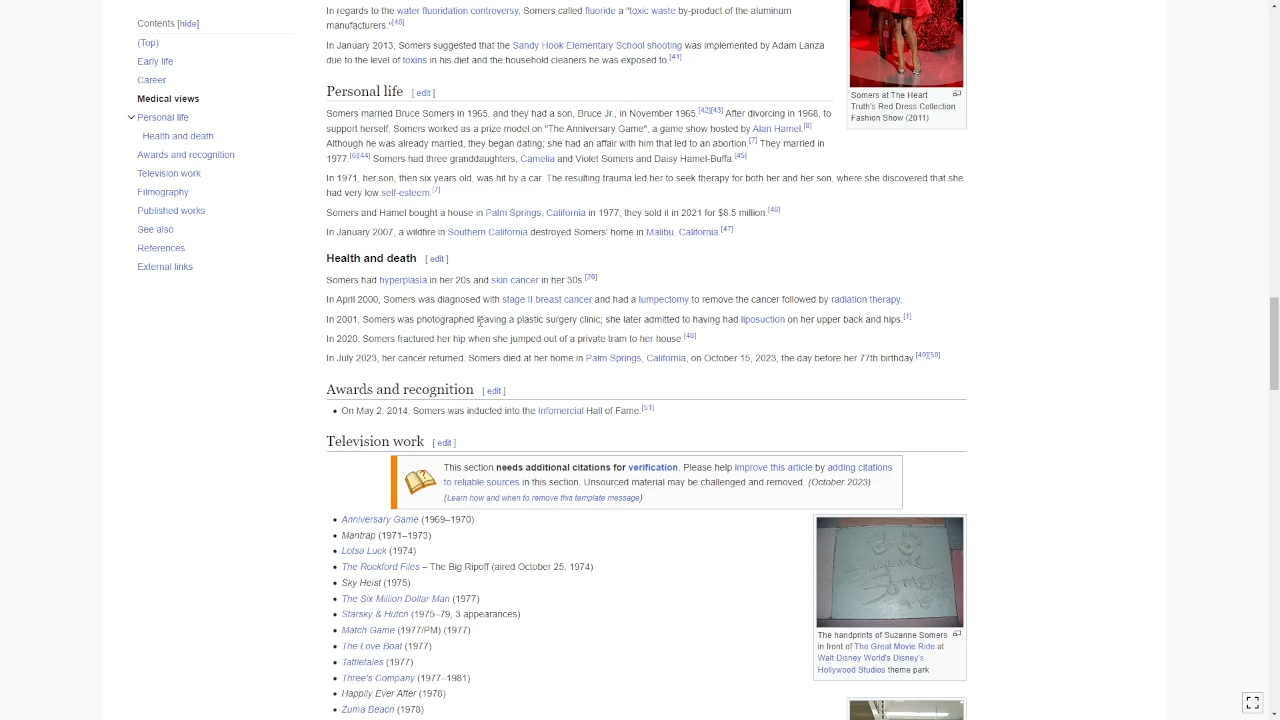 Contents [hide]
(Top)
Early life
Career
Medical views
Personal life
Health and death
Awards and recognition
Television work
Filmography
Published works
See also
References
External links
In regards to the water fluoridation controversy, Somers called fluoride a "toxic waste by-product of the aluminum
manufacturers."[40]
In January 2013, Somers suggested that the Sandy Hook Elementary School shooting was implemented by Adam Lanza
due to the level of toxins in his diet and the household cleaners he was exposed to.[41]
Somers at The Heart
Truth's Red Dress Collection
Fashion Show (2011)
Personal life [ edit ]
Somers married Bruce Somers in 1965, and they had a son, Bruce Jr., in November 1965.[42][43] After divorcing in 1968, to
support herself, Somers worked as a prize model on "The Anniversary Game", a game show hosted by Alan Hamel.[8]
Although he was already married, they began dating; she had an affair with him that led to an abortion.[7] They married in
1977.[6][44] Somers had three granddaughters, Camelia and Violet Somers and Daisy Hamel-Buffa.[45]
In 1971, her son, then six years old, was hit by a car. The resulting trauma led her to seek therapy for both her and her son, where she discovered that she
had very low self-esteem.[7]
Somers and Hamel bought a house in Palm Springs, California in 1977, they sold it in 2021 for $8.5 million.[46]
In January 2007, a wildfire in Southern California destroyed Somers' home in Malibu, California.[47]
Health and death [ edit ]
Somers had hyperplasia in her 20s and skin cancer in her 30s.[20]
In April 2000, Somers was diagnosed with stage II breast cancer and had a lumpectomy to remove the cancer followed by radiation therapy.
In 2001, Somers was photographed leaving a plastic surgery clinic; she later admitted to having had liposuction on her upper back and hips.[1]
In 2020, Somers fractured her hip when she jumped out of a private tram to her house.[48]
In July 2023, her cancer returned. Somers died at her home in Palm Springs, California, on October 15, 2023, the day before her 77th birthday.[49][50]
Awards and recognition [ edit ]
• On May 2, 2014, Somers was inducted into the Infomercial Hall of Fame.[51]
Television work [ edit ]
This section needs additional citations for verification. Please help improve this article by adding citations
to reliable sources in this section. Unsourced material may be challenged and removed. (October 2023)
(Learn how and when to remove this template message)
• Anniversary Game (1969–1970)
• Mantrap (1971–1973)
• Lotsa Luck (1974)
• The Rockford Files – The Big Ripoff (aired October 25, 1974)
• Sky Heist (1975)
• The Six Million Dollar Man (1977)
• Starsky & Hutch (1975–79, 3 appearances)
• Match Game (1977/PM) (1977)
• The Love Boat (1977)
• Tattletales (1977)
• Three's Company (1977–1981)
• Happily Ever After (1978)
• Zuma Beach (1978)
The handprints of Suzanne Somers
in front of The Great Movie Ride at
Walt Disney World's Disney's
Hollywood Studios theme park